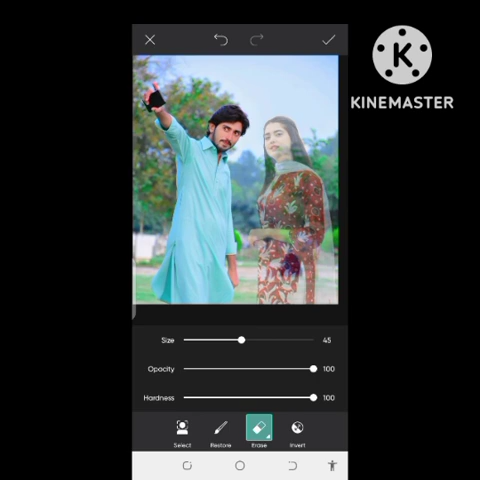 K
KINEMASTER
Size 45
Opacity 100
Hardness 100
Select Restore Erase Invert